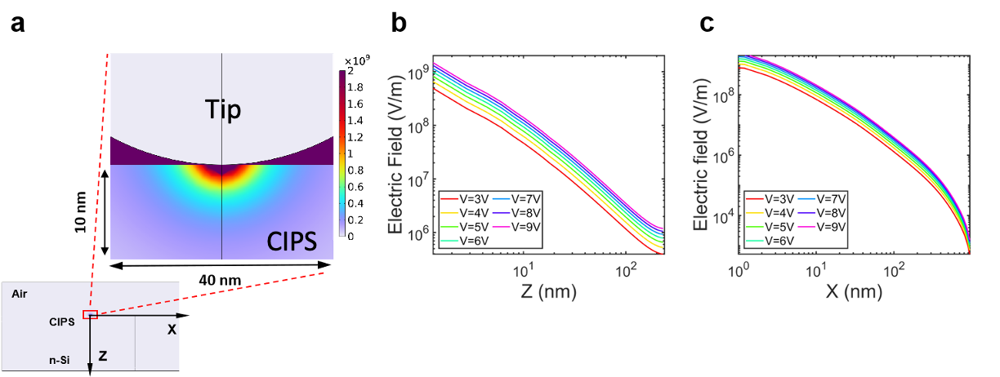 a
×10⁹
2
1.8
1.6
1.4
1.2
1
0.8
0.6
0.4
0.2
0
Tip
CIPS
10 nm
40 nm
Air
CIPS
n-Si
X
Z
b
Electric Field (V/m)
10⁹
10⁸
10⁷
10⁶
V=3V V=7V
V=4V V=8V
V=5V V=9V
V=6V
10¹ 10²
Z (nm)
c
Electric field (V/m)
10⁸
10⁶
10⁴
V=3V V=7V
V=4V V=8V
V=5V V=9V
V=6V
10⁰ 10¹ 10²
X (nm)